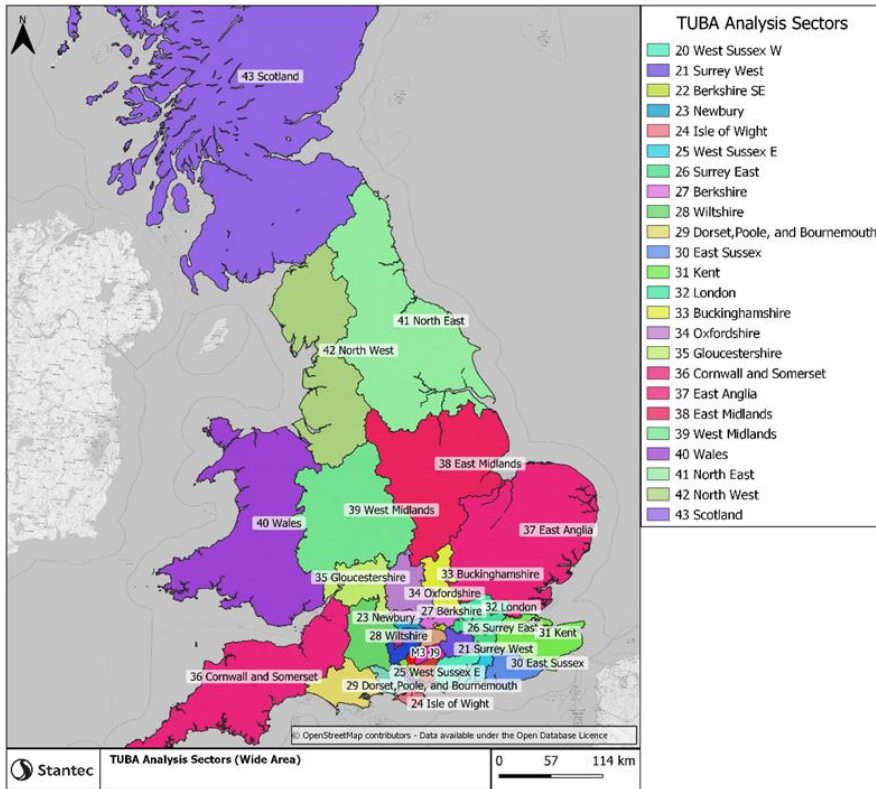 N
43 Scotland
41 North East
42 North West
38 East Midlands
39 West Midlands
40 Wales
37 East Anglia
35 Gloucestershire
33 Buckinghamshire
34 Oxfordshire
27 Berkshire
32 London
23 Newbury
26 Surrey East
31 Kent
28 Wiltshire
M3 J9
21 Surrey West
30 East Sussex
25 West Sussex E
36 Cornwall and Somerset
29 Dorset,Poole, and Bournemouth
24 Isle of Wight
© OpenStreetMap contributors - Data available under the Open Database Licence
TUBA Analysis Sectors
20 West Sussex W
21 Surrey West
22 Berkshire SE
23 Newbury
24 Isle of Wight
25 West Sussex E
26 Surrey East
27 Berkshire
28 Wiltshire
29 Dorset,Poole, and Bournemouth
30 East Sussex
31 Kent
32 London
33 Buckinghamshire
34 Oxfordshire
35 Gloucestershire
36 Cornwall and Somerset
37 East Anglia
38 East Midlands
39 West Midlands
40 Wales
41 North East
42 North West
43 Scotland
Stantec
TUBA Analysis Sectors (Wide Area)
0 57 114 km